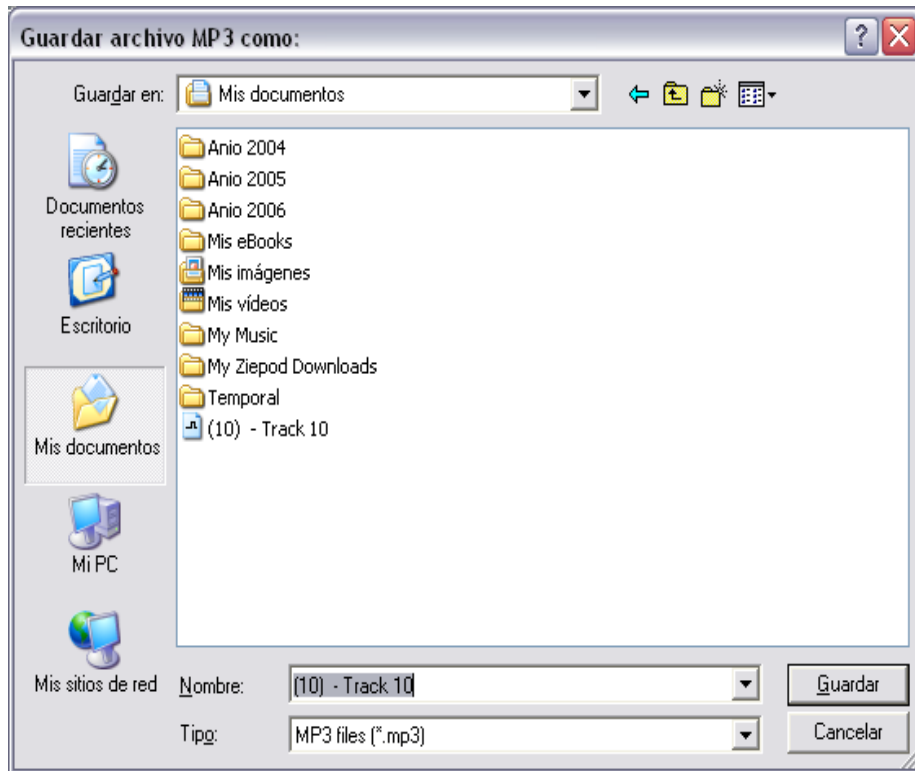 Guardar archivo MP3 como:
Guardar en:
Mis documentos
Documentos
recientes
Escritorio
Mis documentos
Mi PC
Mis sitios de red
Anio 2004
Anio 2005
Anio 2006
Mis eBooks
Mis imágenes
Mis vídeos
My Music
My Ziepod Downloads
Temporal
(10)  - Track 10
Nombre:
(10)  - Track 10
Guardar
Tipo:
MP3 files (*.mp3)
Cancelar